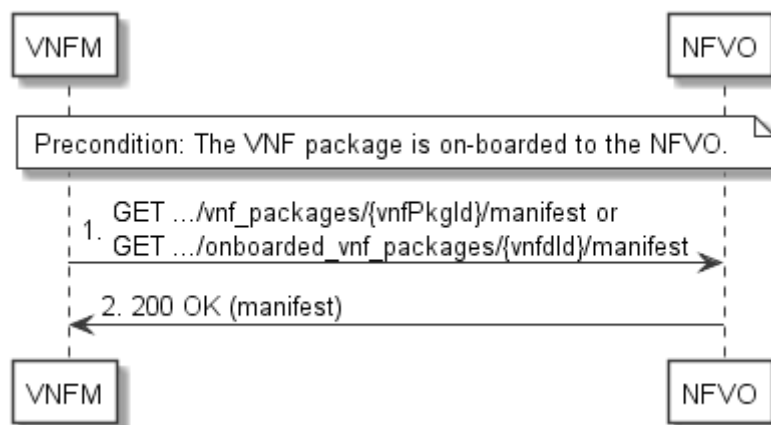 VNFM
NFVO
Precondition: The VNF package is on-boarded to the NFVO.
1.
GET .../vnf_packages/{vnfPkgId}/manifest or
GET .../onboarded_vnf_packages/{vnfdId}/manifest
2. 200 OK (manifest)
VNFM
NFVO